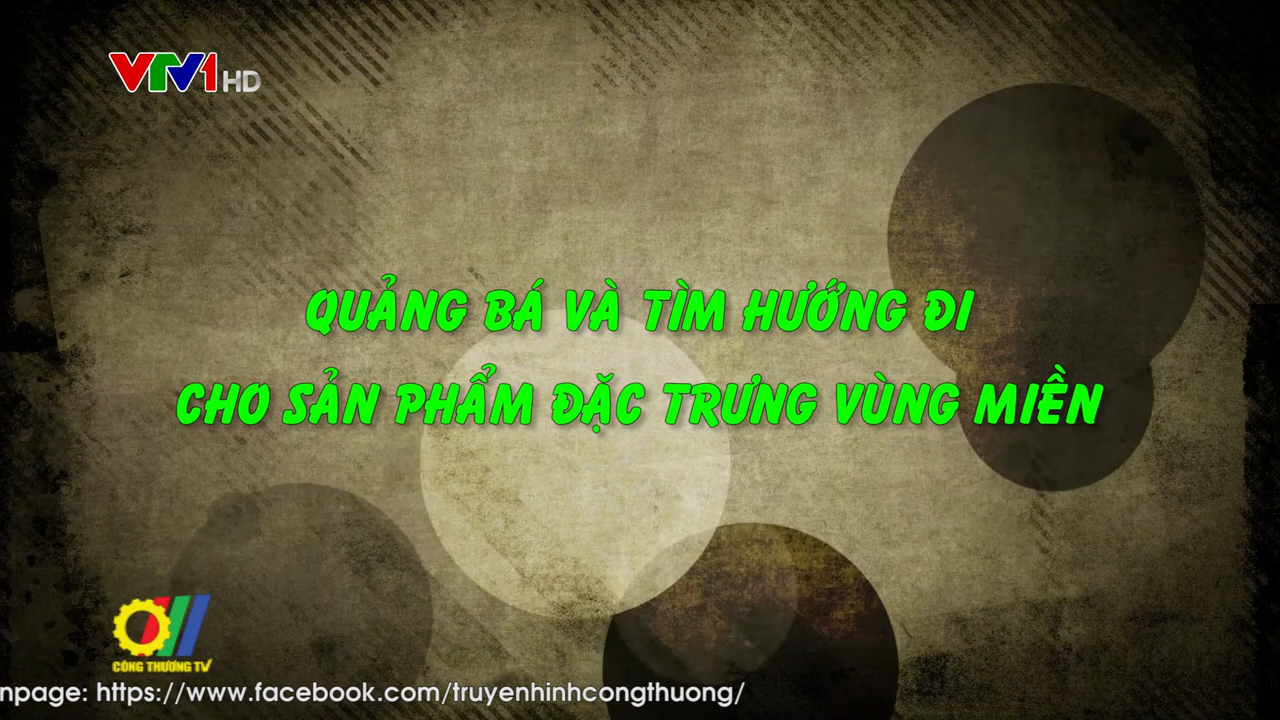 VTV1 HD
QUẢNG BÁ VÀ TÌM HƯỚNG ĐI
CHO SẢN PHẨM ĐẶC TRƯNG VÙNG MIỀN
CÔNG THƯƠNG TV
npage: https://www.facebook.com/truyenhinhcongthuong/